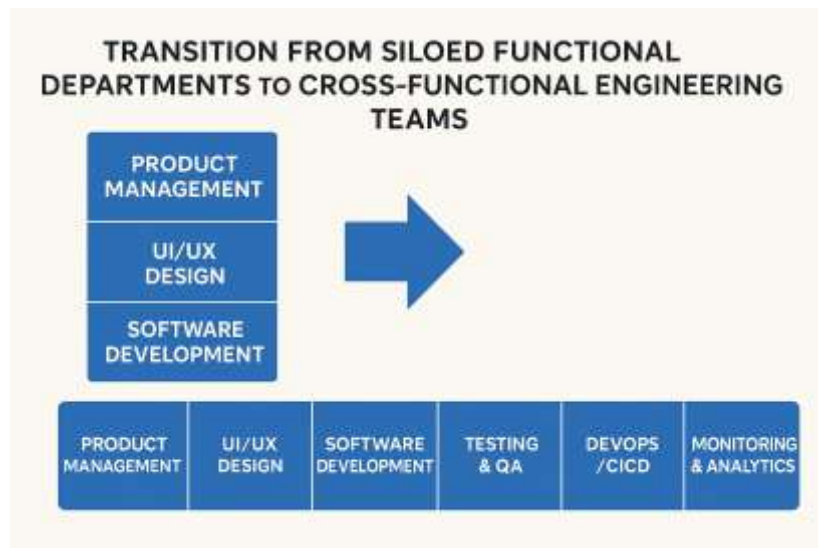 TRANSITION FROM SILOED FUNCTIONAL
DEPARTMENTS TO CROSS-FUNCTIONAL ENGINEERING
TEAMS
PRODUCT
MANAGEMENT
UI/UX
DESIGN
SOFTWARE
DEVELOPMENT
PRODUCT
MANAGEMENT
UI/UX
DESIGN
SOFTWARE
DEVELOPMENT
TESTING
& QA
DEVOPS
/CICD
MONITORING
& ANALYTICS